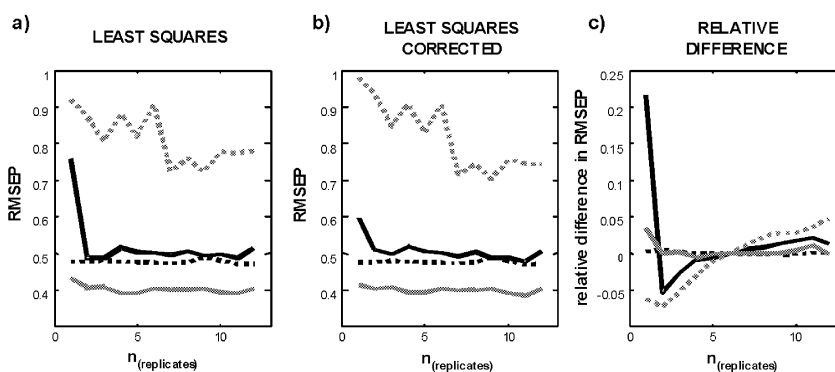 a) LEAST SQUARES
b) LEAST SQUARES
CORRECTED
c) RELATIVE
DIFFERENCE
RMSEP
1
0.9
0.8
0.7
0.6
0.5
0.4
0 5 10
n(replicates)
RMSEP
1
0.9
0.8
0.7
0.6
0.5
0.4
0 5 10
n(replicates)
relative difference in RMSEP
0.25
0.2
0.15
0.1
0.05
0
-0.05
0 5 10
n(replicates)